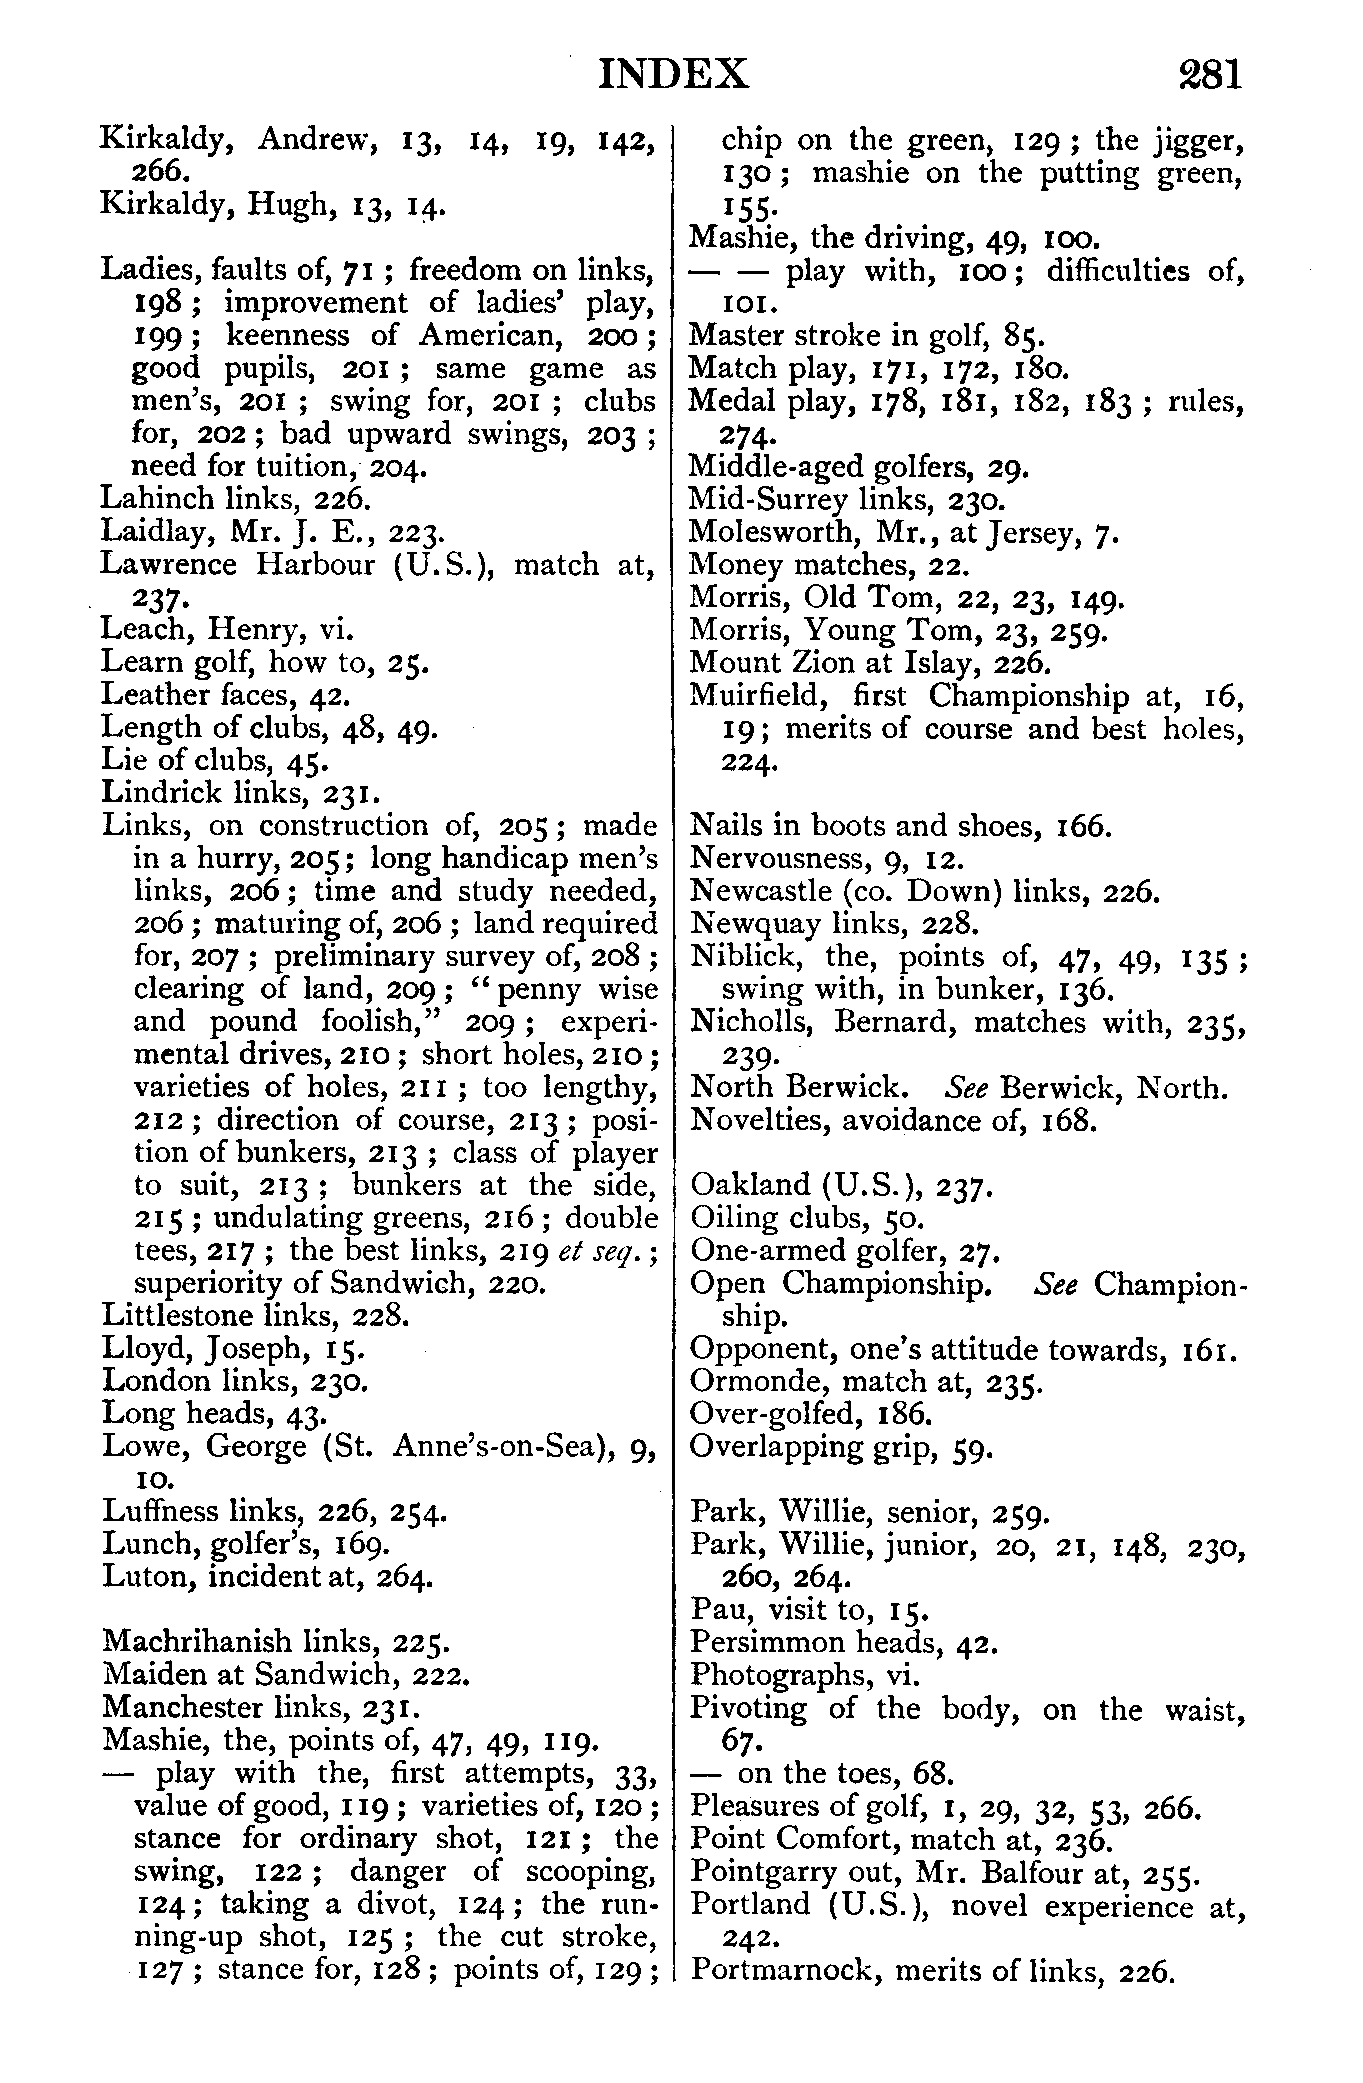 INDEX 281
Kirkaldy, Andrew, 13, 14, 19, 142,
266.
Kirkaldy, Hugh, 13, 14.
Ladies, faults of, 71 ; freedom on links,
198 ; improvement of ladies' play,
199 ; keenness of American, 200 ;
good pupils, 201 ; same game as
men's, 201 ; swing for, 201 ; clubs
for, 202 ; bad upward swings, 203 ;
need for tuition, 204.
Lahinch links, 226.
Laidlay, Mr. J. E., 223.
Lawrence Harbour (U.S.), match at,
237.
Leach, Henry, vi.
Learn golf, how to, 25.
Leather faces, 42.
Length of clubs, 48, 49.
Lie of clubs, 45.
Lindrick links, 231.
Links, on construction of, 205 ; made
in a hurry, 205 ; long handicap men's
links, 206 ; time and study needed,
206 ; maturing of, 206 ; land required
for, 207 ; preliminary survey of, 208 ;
clearing of land, 209 ; "penny wise
and pound foolish," 209 ; experi-
mental drives, 210 ; short holes, 210 ;
varieties of holes, 211 ; too lengthy,
212 ; direction of course, 213 ; posi-
tion of bunkers, 213 ; class of player
to suit, 213 ; bunkers at the side,
215 ; undulating greens, 216 ; double
tees, 217 ; the best links, 219 et seq. ;
superiority of Sandwich, 220.
Littlestone links, 228.
Lloyd, Joseph, 15.
London links, 230.
Long heads, 43.
Lowe, George (St. Anne's-on-Sea), 9,
10.
Luffness links, 226, 254.
Lunch, golfer's, 169.
Luton, incident at, 264.
Machrihanish links, 225.
Maiden at Sandwich, 222.
Manchester links, 231.
Mashie, the, points of, 47, 49, 119.
— play with the, first attempts, 33,
value of good, 119 ; varieties of, 120 ;
stance for ordinary shot, 121 ; the
swing, 122 ; danger of scooping,
124 ; taking a divot, 124 ; the run-
ning-up shot, 125 ; the cut stroke,
127 ; stance for, 128 ; points of, 129 ;
chip on the green, 129 ; the jigger,
130 ; mashie on the putting green,
155.
Mashie, the driving, 49, 100.
— — play with, 100 ; difficulties of,
101.
Master stroke in golf, 85.
Match play, 171, 172, 180.
Medal play, 178, 181, 182, 183 ; rules,
274.
Middle-aged golfers, 29.
Mid-Surrey links, 230.
Molesworth, Mr., at Jersey, 7.
Money matches, 22.
Morris, Old Tom, 22, 23, 149.
Morris, Young Tom, 23, 259.
Mount Zion at Islay, 226.
Muirfield, first Championship at, 16,
19 ; merits of course and best holes,
224.
Nails in boots and shoes, 166.
Nervousness, 9, 12.
Newcastle (co. Down) links, 226.
Newquay links, 228.
Niblick, the, points of, 47, 49, 135 ;
swing with, in bunker, 136.
Nicholls, Bernard, matches with, 235,
239.
North Berwick. See Berwick, North.
Novelties, avoidance of, 168.
Oakland (U.S.), 237.
Oiling clubs, 50.
One-armed golfer, 27.
Open Championship. See Champion-
ship.
Opponent, one's attitude towards, 161.
Ormonde, match at, 235.
Over-golfed, 186.
Overlapping grip, 59.
Park, Willie, senior, 259.
Park, Willie, junior, 20, 21, 148, 230,
260, 264.
Pau, visit to, 15.
Persimmon heads, 42.
Photographs, vi.
Pivoting of the body, on the waist,
67.
— on the toes, 68.
Pleasures of golf, 1, 29, 32, 53, 266.
Point Comfort, match at, 236.
Pointgarry out, Mr. Balfour at, 255.
Portland (U.S.), novel experience at,
242.
Portmarnock, merits of links, 226.